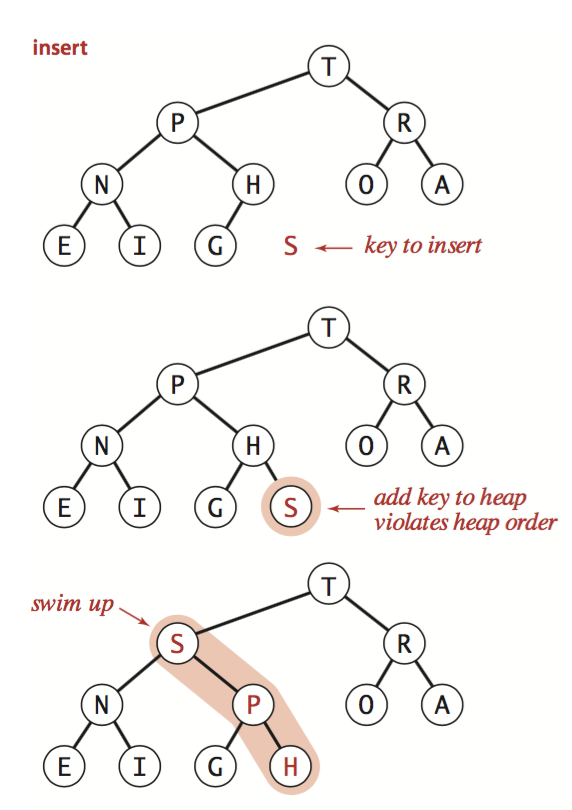 insert
T
P R
N H O A
E I G S key to insert
T
P R
N H O A
E I G S add key to heap
violates heap order
T
swim up
S R
N P O A
E I G H